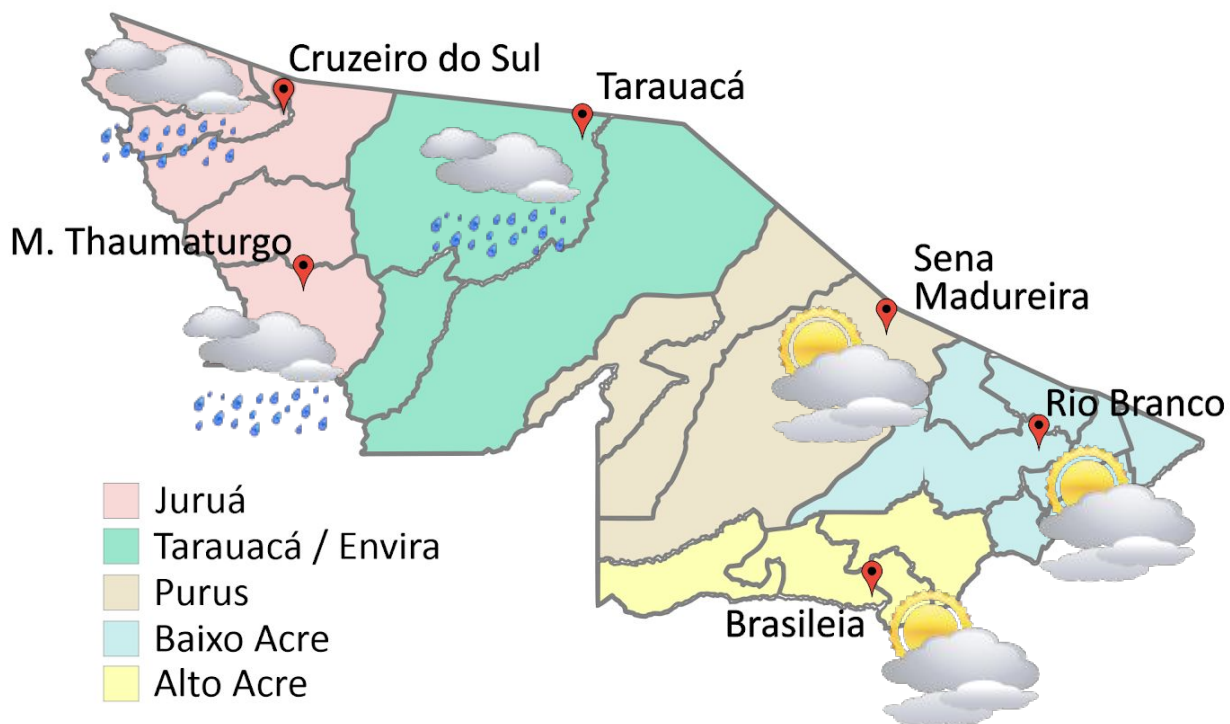 Cruzeiro do Sul
Tarauacá
M. Thaumaturgo
Sena
Madureira
Rio Branco
Brasileia
Juruá
Tarauacá / Envira
Purus
Baixo Acre
Alto Acre